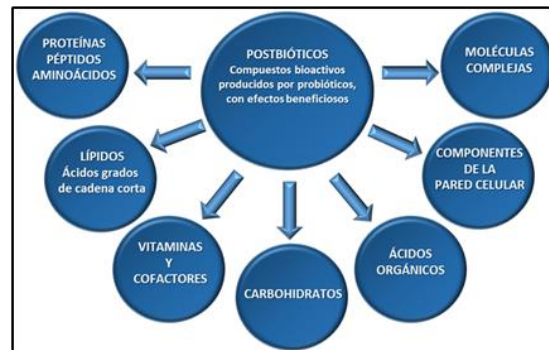 POSTBIÓTICOS
Compuestos bioactivos
producidos por probióticos,
con efectos beneficiosos
PROTEÍNAS
PÉPTIDOS
AMINOÁCIDOS
LÍPIDOS
Ácidos grados
de cadena corta
VITAMINAS
Y
COFACTORES
CARBOHIDRATOS
ÁCIDOS
ORGÁNICOS
COMPONENTES
DE LA
PARED CELULAR
MOLÉCULAS
COMPLEJAS